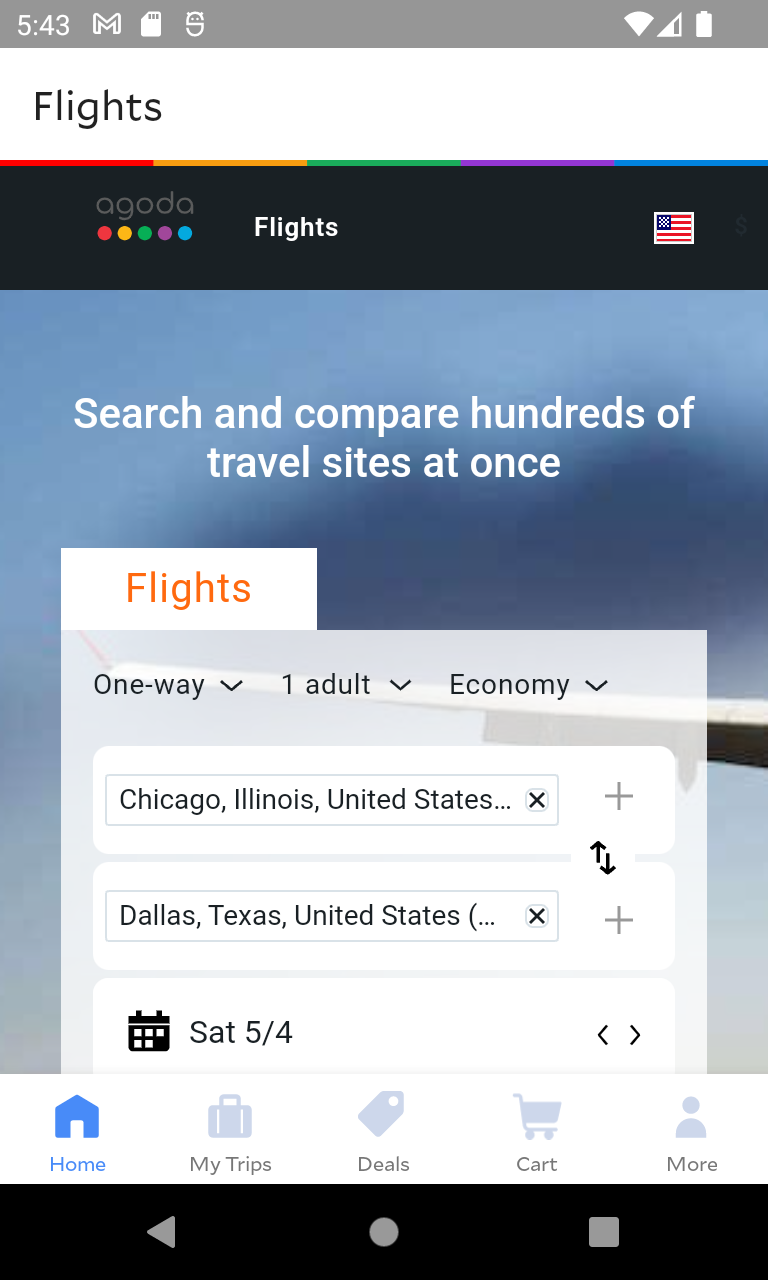 5:43
Flights
agoda
Flights
$
Search and compare hundreds of
travel sites at once
Flights
One-way
1 adult
Economy
Chicago, Illinois, United States...
Dallas, Texas, United States (...
Sat 5/4
Home
My Trips
Deals
Cart
More